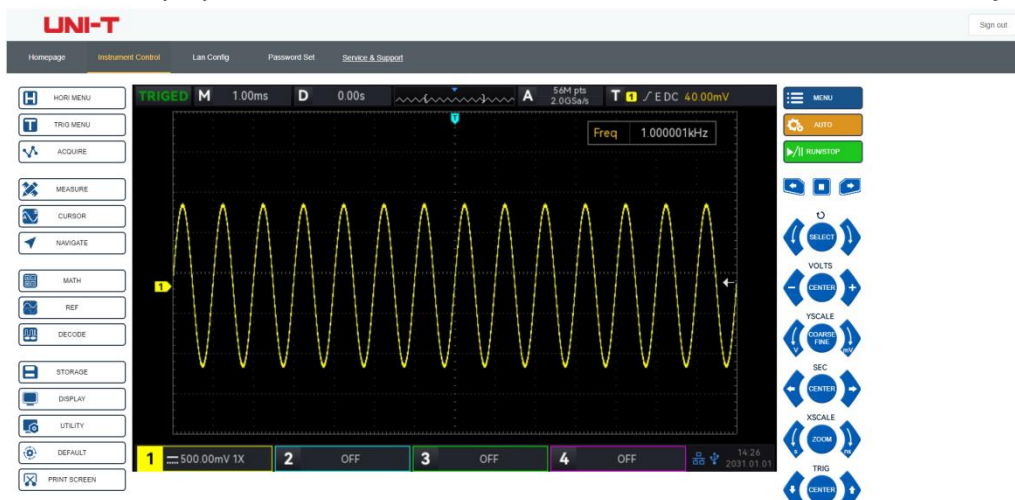 UNI-T
Sign out
Homepage Instrument Control Lan Config Password Set Service & Support
HORI MENU
TRIG MENU
ACQUIRE
MEASURE
CURSOR
NAVIGATE
MATH
REF
DECODE
STORAGE
DISPLAY
UTILITY
DEFAULT
PRINT SCREEN
TRIGED M 1.00ms D 0.00s A 56M pts 2.0GSa/s T 1 E DC 40.00mV
T
Freq 1.000001kHz
1
1 500.00mV 1X 2 OFF 3 OFF 4 OFF 14:26
2031.01.01
MENU
AUTO
RUN/STOP
SELECT
VOLTS
CENTER
YSCALE
COARSE
FINE
V mV
SEC
CENTER
XSCALE
ZOOM
s ns
TRIG
CENTER